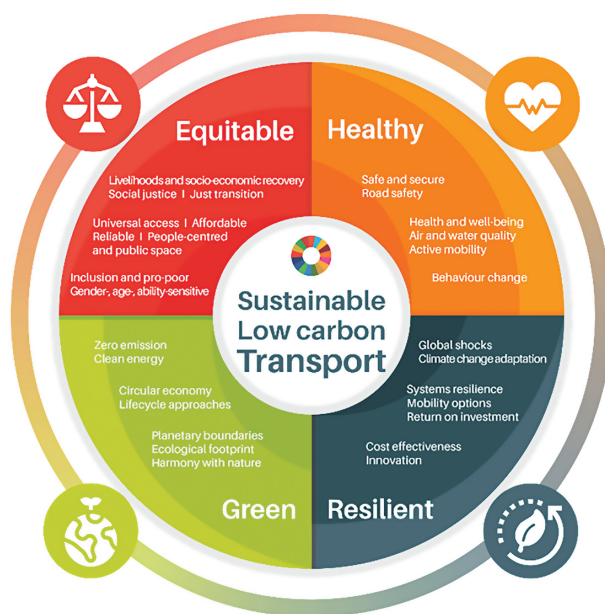 Equitable
Livelihoods and socio-economic recovery
Social justice I Just transition
Universal access I Affordable
Reliable I People-centred
and public space
Inclusion and pro-poor
Gender-, age-, ability-sensitive
Healthy
Safe and secure
Road safety
Health and well-being
Air and water quality
Active mobility
Behaviour change
Sustainable
Low carbon
Transport
Zero emission
Clean energy
Circular economy
Lifecycle approaches
Planetary boundaries
Ecological footprint
Harmony with nature
Green
Global shocks
Climate change adaptation
Systems resilience
Mobility options
Return on investment
Cost effectiveness
Innovation
Resilient